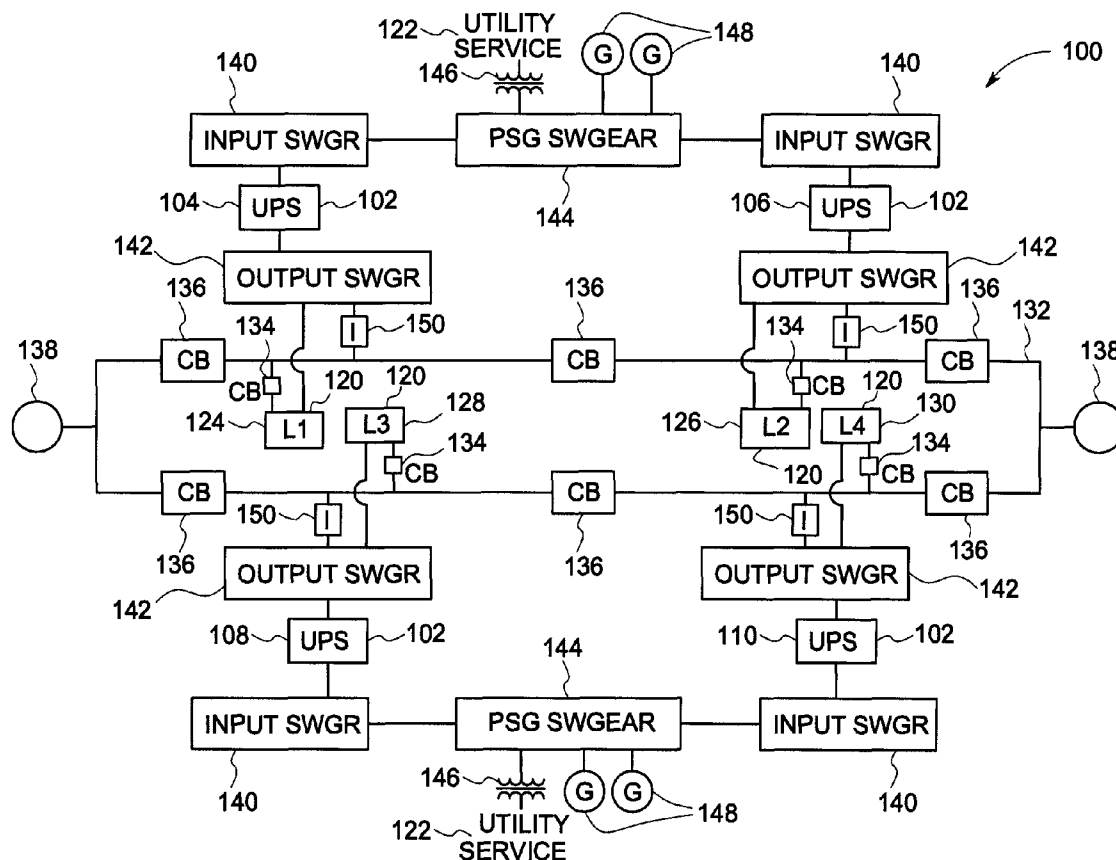 122 UTILITY SERVICE
146
148
G G
140
140
100
INPUT SWGR
PSG SWGEAR
INPUT SWGR
104 UPS 102
144
106 UPS 102
142
OUTPUT SWGR
OUTPUT SWGR
142
136
134
I 150
136
134
I 150
136
132
138
CB
CB
CB
138
CB
120
120
128
CB
120
130
124 L1
L3
126 L2
L4
134
CB
120
134
CB
CB
CB
CB
136
150 I
136
150 I
136
142
OUTPUT SWGR
OUTPUT SWGR
142
108 UPS 102
144
110 UPS 102
INPUT SWGR
PSG SWGEAR
INPUT SWGR
140
146
G G
148
140
122 UTILITY SERVICE